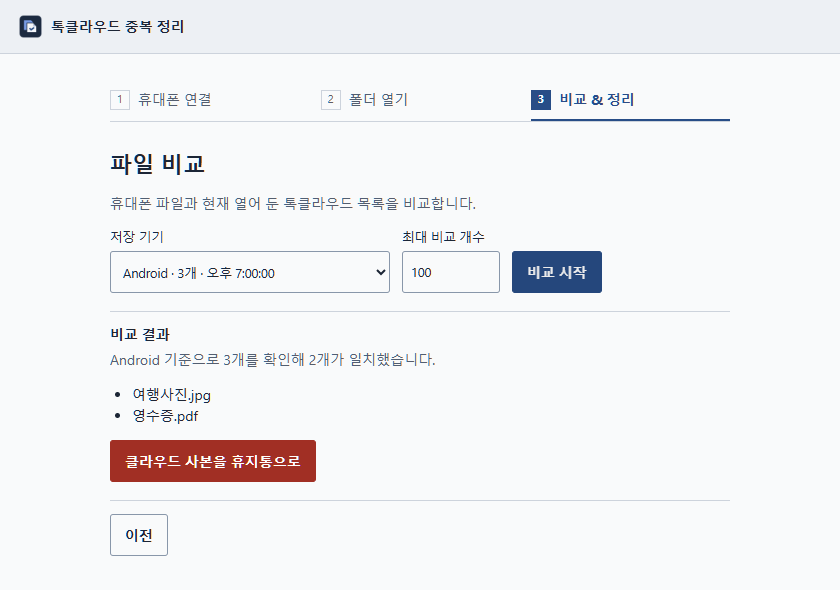 톡클라우드 중복 정리
1 휴대폰 연결
2 폴더 열기
3 비교 & 정리
파일 비교
휴대폰 파일과 현재 열어 둔 톡클라우드 목록을 비교합니다.
저장 기기
최대 비교 개수
Android · 3개 · 오후 7:00:00
100
비교 시작
비교 결과
Android 기준으로 3개를 확인해 2개가 일치했습니다.
여행사진.jpg
영수증.pdf
클라우드 사본을 휴지통으로
이전